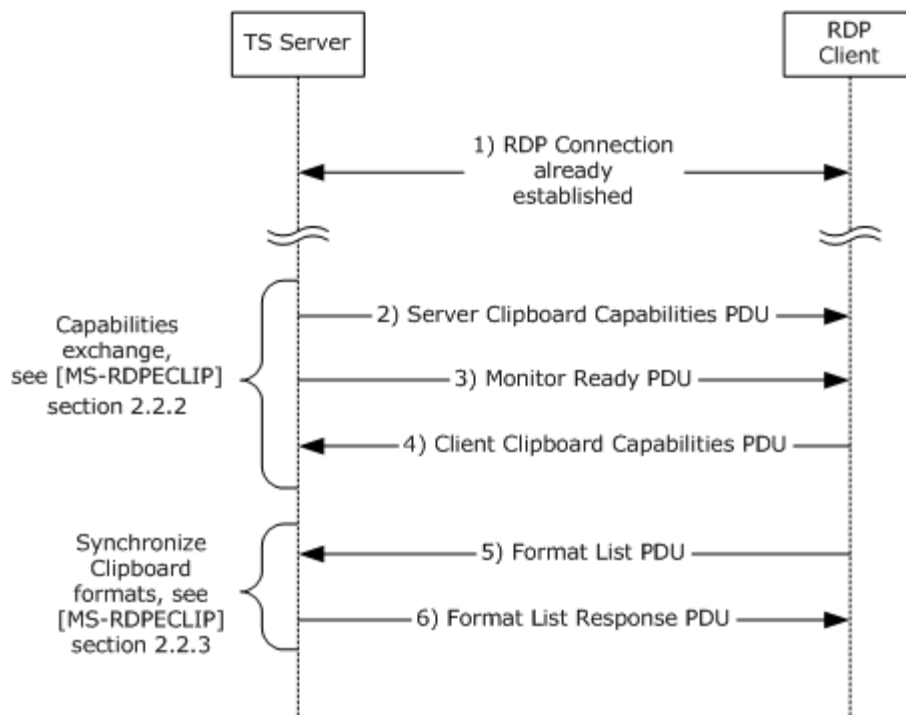 TS Server
RDP
Client
1) RDP Connection
already
established
Capabilities
exchange,
see [MS-RDPECLIP]
section 2.2.2
2) Server Clipboard Capabilities PDU
3) Monitor Ready PDU
4) Client Clipboard Capabilities PDU
Synchronize
Clipboard
formats, see
[MS-RDPECLIP]
section 2.2.3
5) Format List PDU
6) Format List Response PDU